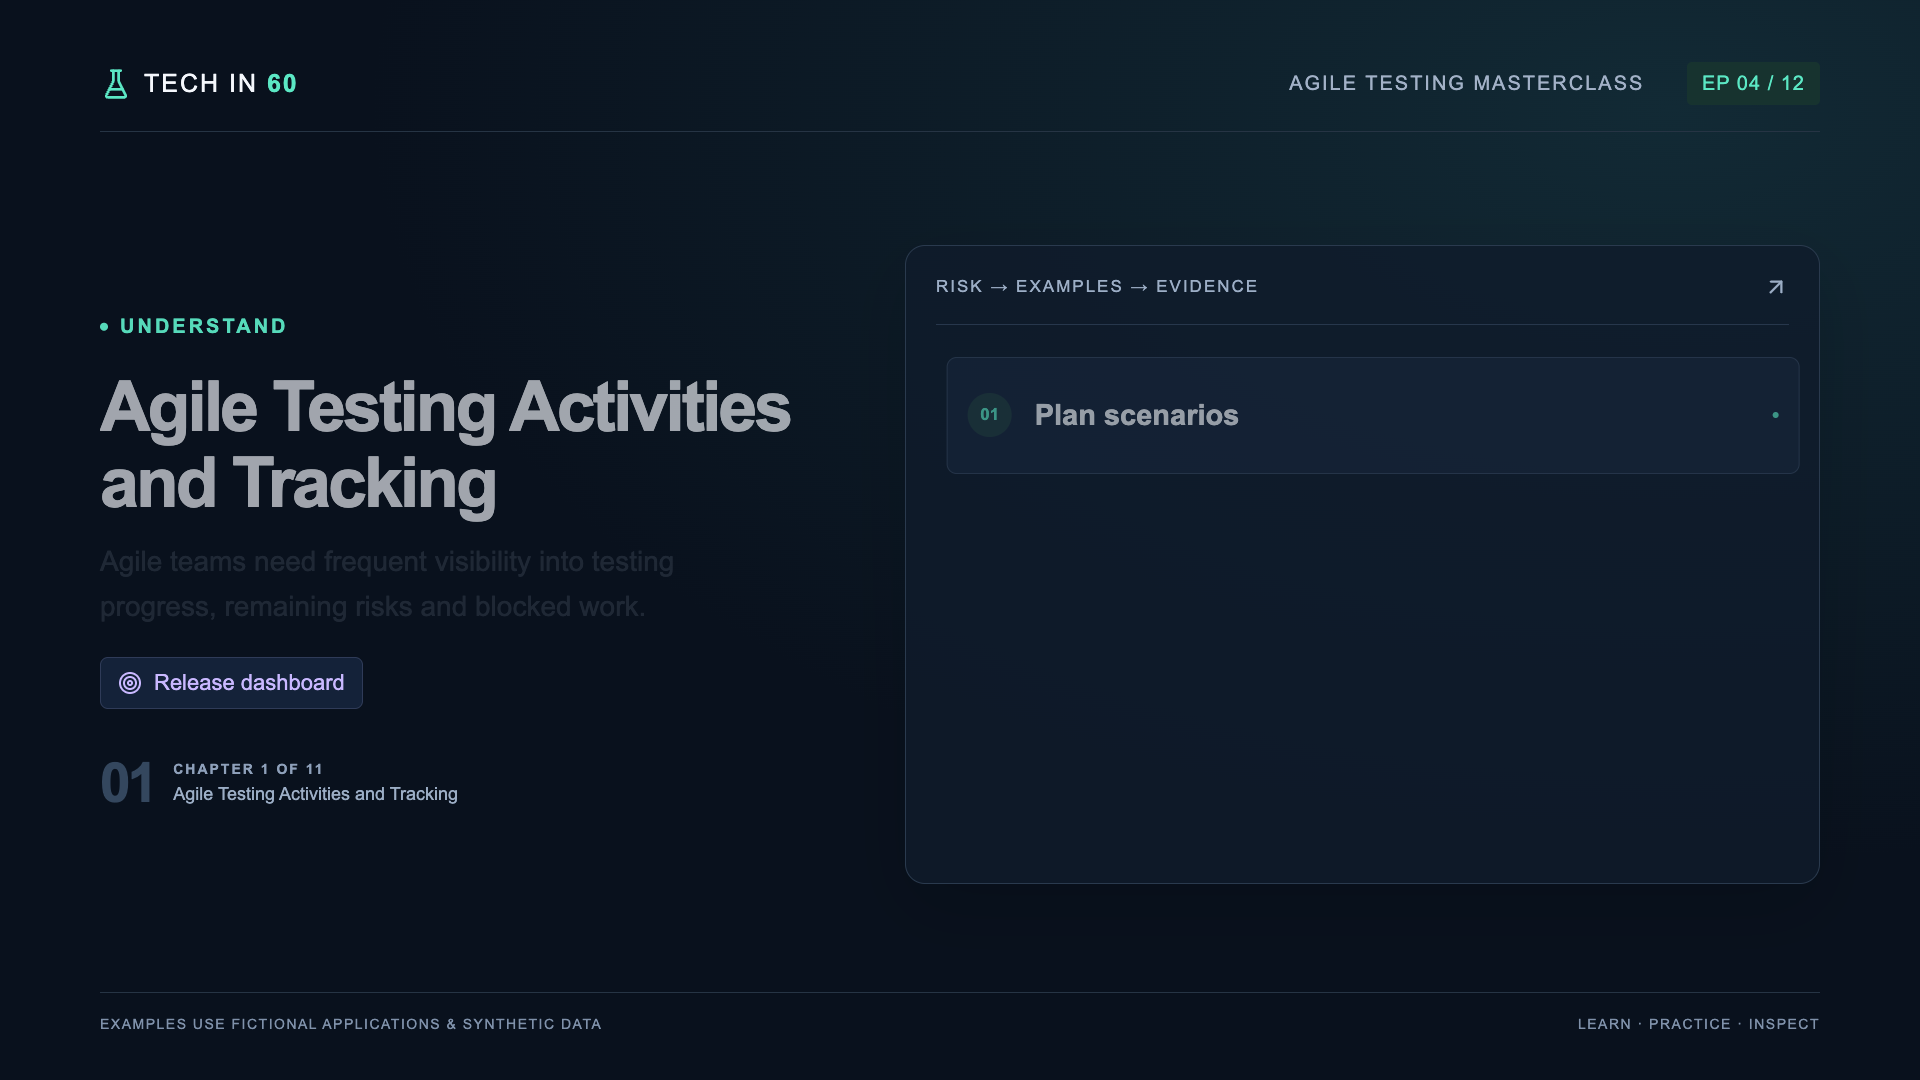 TECH IN 60
AGILE TESTING MASTERCLASS
EP 04 / 12
UNDERSTAND
Agile Testing Activities
and Tracking
Agile teams need frequent visibility into testing
progress, remaining risks and blocked work.
Release dashboard
01
CHAPTER 1 OF 11
Agile Testing Activities and Tracking
RISK → EXAMPLES → EVIDENCE
01
Plan scenarios
EXAMPLES USE FICTIONAL APPLICATIONS & SYNTHETIC DATA
LEARN · PRACTICE · INSPECT